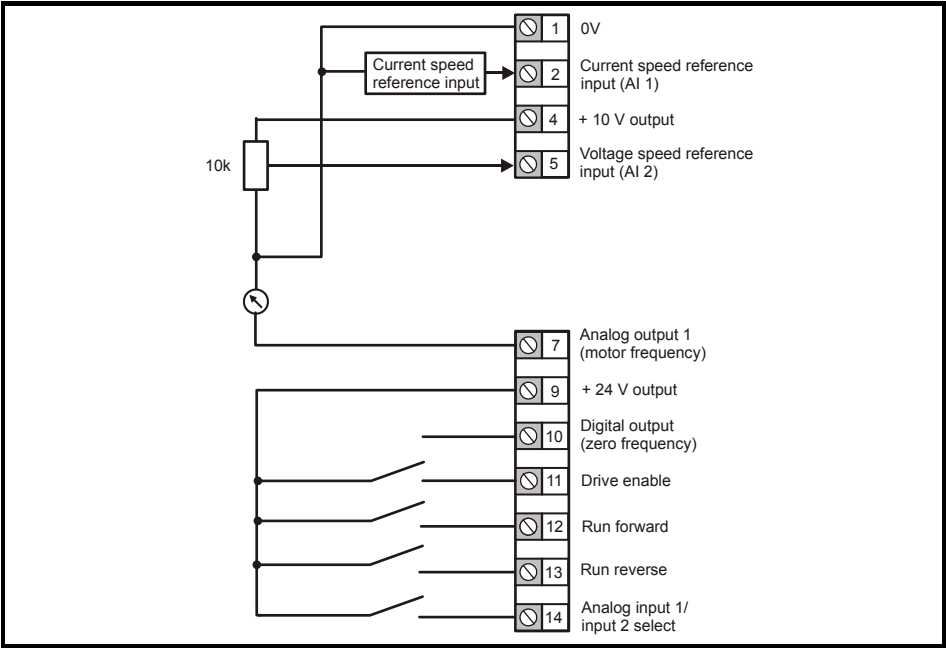 1 0V
Current speed
reference input
2 Current speed reference
input (AI 1)
4 + 10 V output
10k
5 Voltage speed reference
input (AI 2)
7 Analog output 1
(motor frequency)
9 + 24 V output
10 Digital output
(zero frequency)
11 Drive enable
12 Run forward
13 Run reverse
14 Analog input 1/
input 2 select